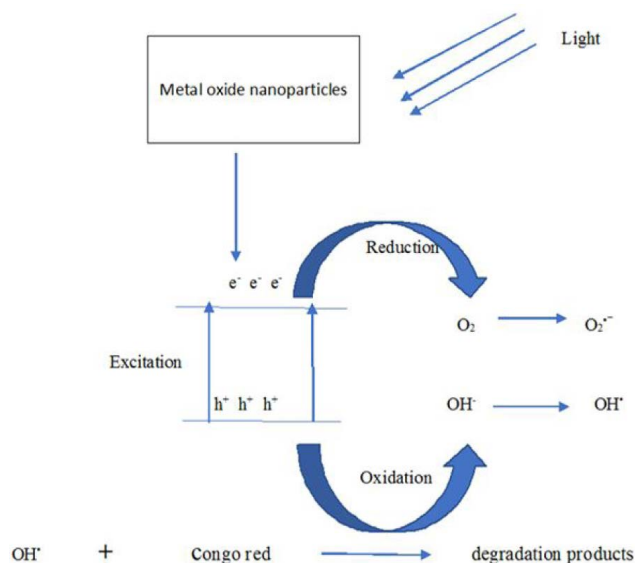 Light
Metal oxide nanoparticles
Reduction
e⁻ e⁻ e⁻
O₂ O₂•⁻
Excitation
h⁺ h⁺ h⁺
OH⁻ OH•
Oxidation
OH• + Congo red degradation products